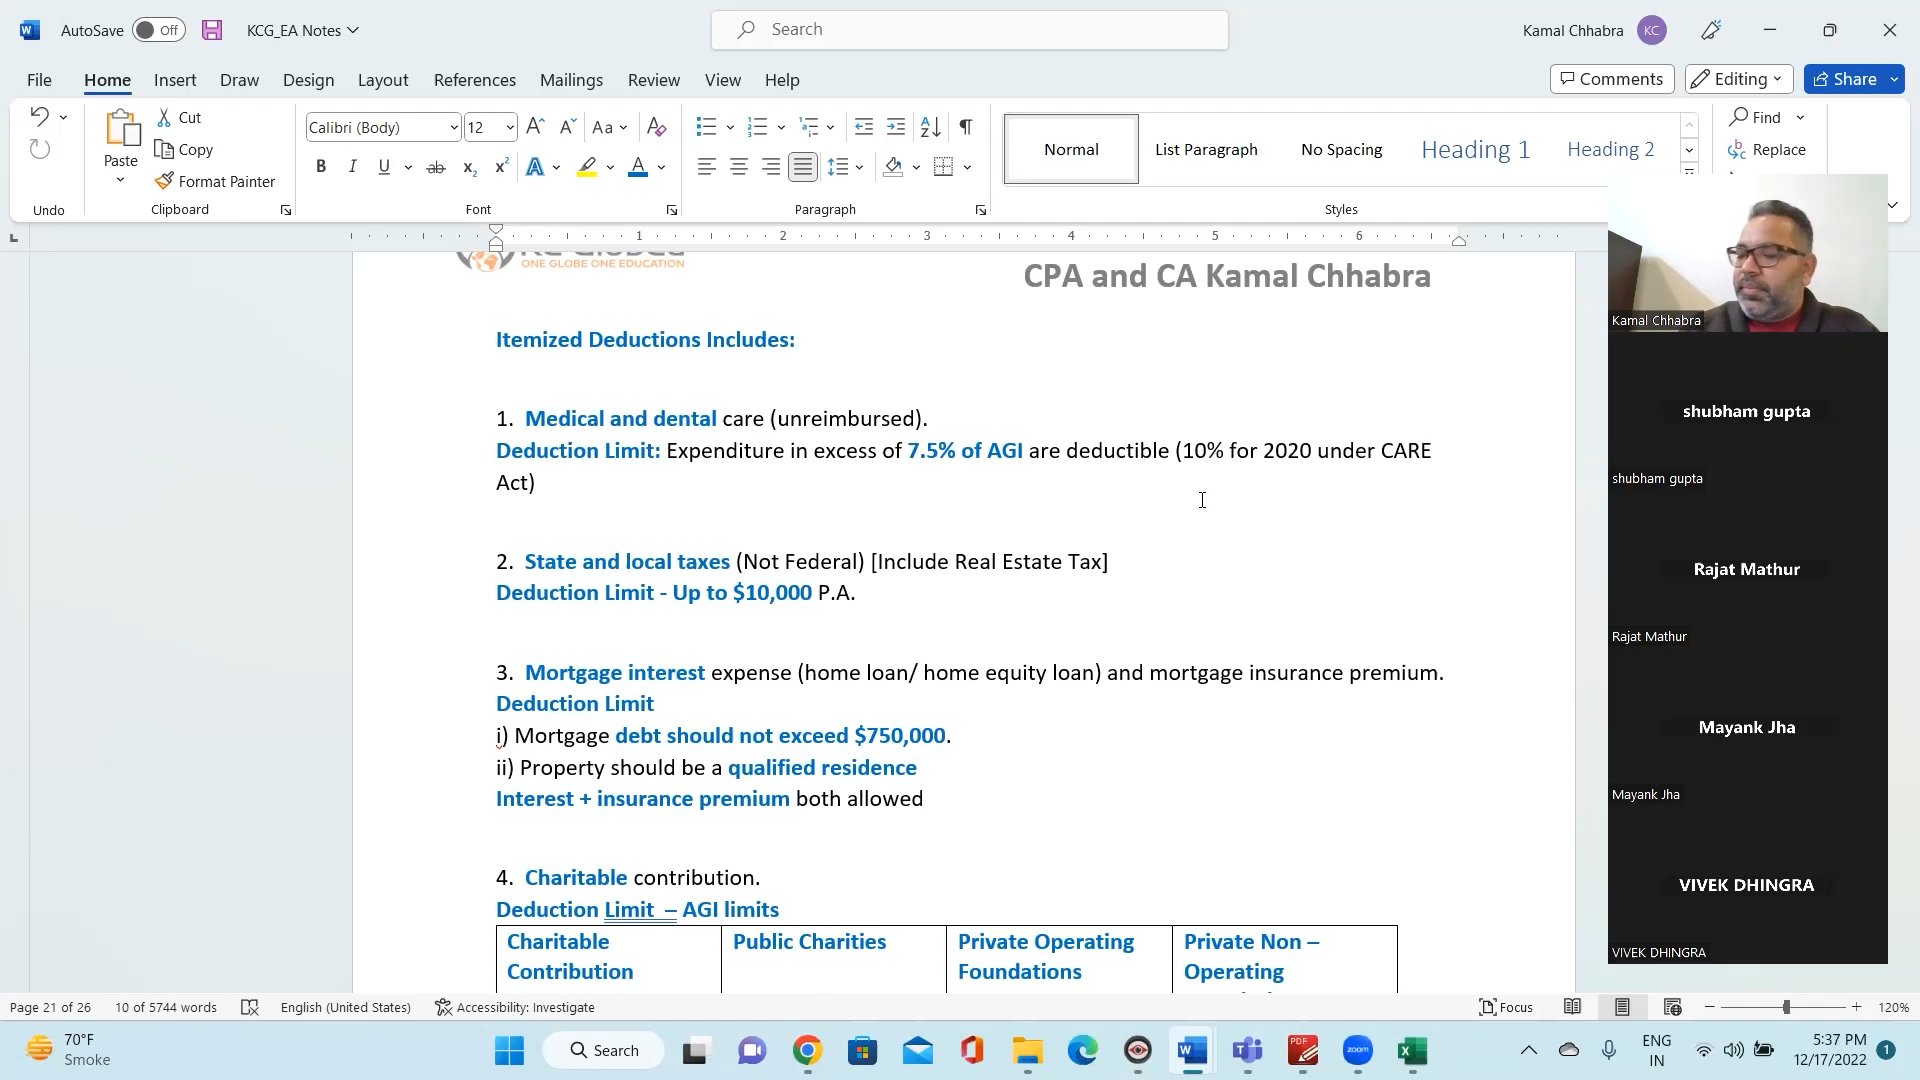 AutoSave
Off
KCG_EA Notes
Search
Kamal Chhabra
KC
File
Home
Insert
Draw
Design
Layout
References
Mailings
Review
View
Help
Comments
Editing
Share
Paste
Cut
Copy
Format Painter
Calibri (Body)
12
Find
Replace
Normal
List Paragraph
No Spacing
Heading 1
Heading 2
Undo
Clipboard
Font
Paragraph
Styles
1 2 3 4 5 6
ONE GLOBE ONE EDUCATION
CPA and CA Kamal Chhabra
Itemized Deductions Includes:
1. Medical and dental care (unreimbursed).
Deduction Limit: Expenditure in excess of 7.5% of AGI are deductible (10% for 2020 under CARE
Act)
2. State and local taxes (Not Federal) [Include Real Estate Tax]
Deduction Limit - Up to $10,000 P.A.
3. Mortgage interest expense (home loan/ home equity loan) and mortgage insurance premium.
Deduction Limit
i) Mortgage debt should not exceed $750,000.
ii) Property should be a qualified residence
Interest + insurance premium both allowed
4. Charitable contribution.
Deduction Limit – AGI limits
Charitable
Contribution
Public Charities
Private Operating
Foundations
Private Non –
Operating
Kamal Chhabra
shubham gupta
shubham gupta
Rajat Mathur
Rajat Mathur
Mayank Jha
Mayank Jha
VIVEK DHINGRA
VIVEK DHINGRA
Page 21 of 26
10 of 5744 words
English (United States)
Accessibility: Investigate
Focus
120%
70°F
Smoke
Search
ENG
IN
5:37 PM
12/17/2022
1